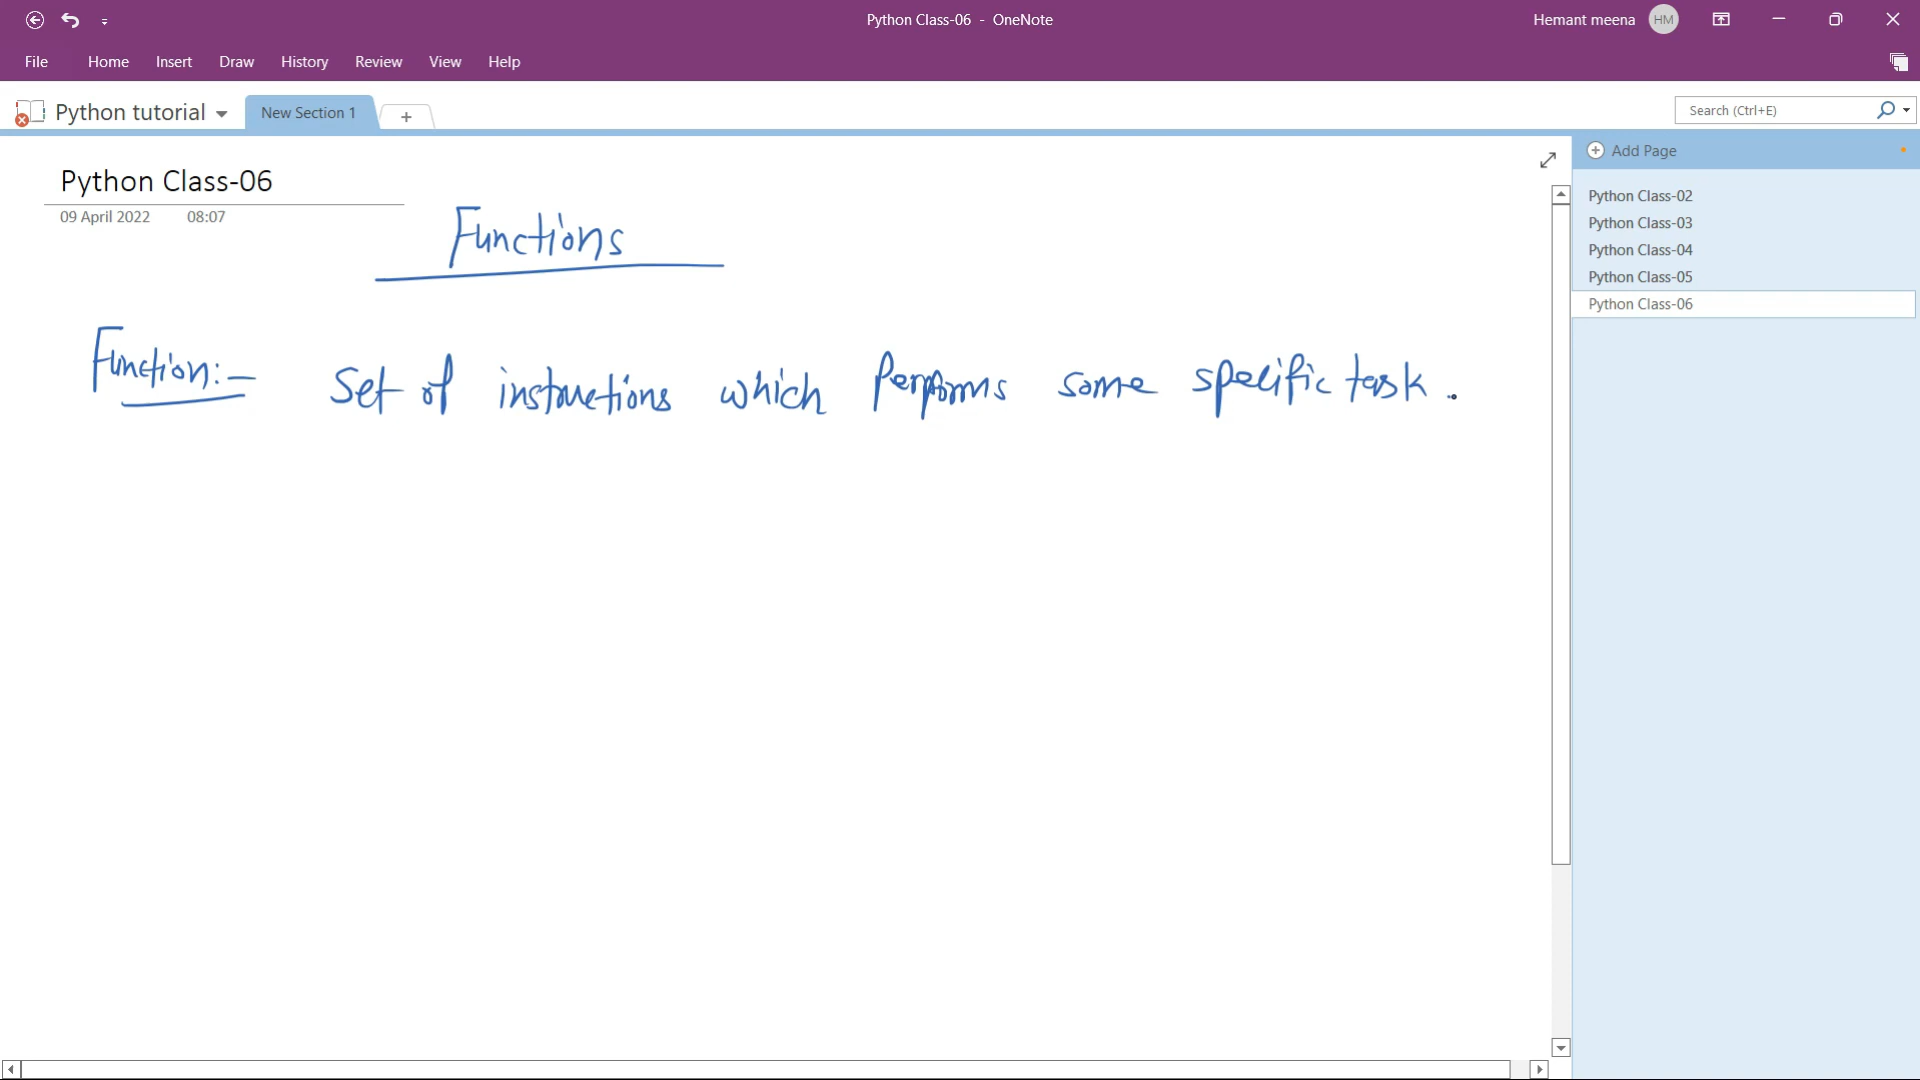 Python Class-06 - OneNote
Hemant meena
HM
File Home Insert Draw History Review View Help
Python tutorial
New Section 1
+
Search (Ctrl+E)
Add Page
Python Class-06
09 April 2022 08:07
Functions
Function:- Set of instructions which Performs some specific task .
Python Class-02
Python Class-03
Python Class-04
Python Class-05
Python Class-06